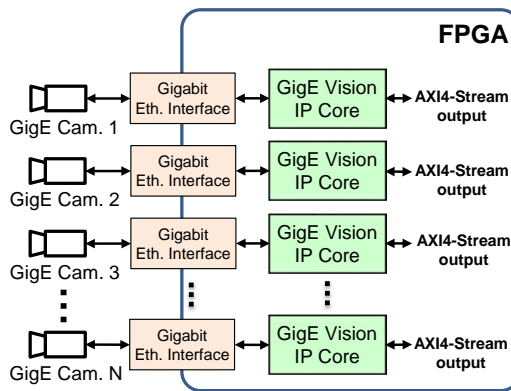 FPGA
Gigabit
Eth. Interface
GigE Vision
IP Core
AXI4-Stream
output
GigE Cam. 1
Gigabit
Eth. Interface
GigE Vision
IP Core
AXI4-Stream
output
GigE Cam. 2
Gigabit
Eth. Interface
GigE Vision
IP Core
AXI4-Stream
output
GigE Cam. 3
Gigabit
Eth. Interface
GigE Vision
IP Core
AXI4-Stream
output
GigE Cam. N